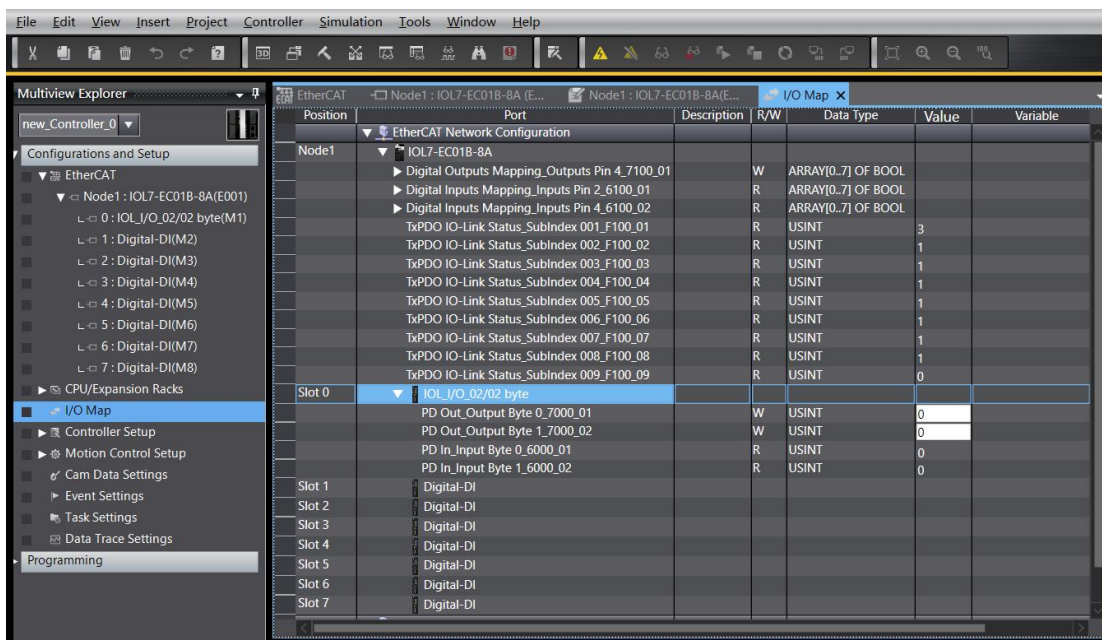 File Edit View Insert Project Controller Simulation Tools Window Help
Multiview Explorer
new_Controller_0
Configurations and Setup
EtherCAT
Node1 : IOL7-EC01B-8A(E001)
0 : IOL_I/O_02/02 byte(M1)
1 : Digital-DI(M2)
2 : Digital-DI(M3)
3 : Digital-DI(M4)
4 : Digital-DI(M5)
5 : Digital-DI(M6)
6 : Digital-DI(M7)
7 : Digital-DI(M8)
CPU/Expansion Racks
I/O Map
Controller Setup
Motion Control Setup
Cam Data Settings
Event Settings
Task Settings
Data Trace Settings
Programming
EtherCAT Node1 : IOL7-EC01B-8A (E... Node1 : IOL7-EC01B-8A(E... I/O Map
Position Port Description R/W Data Type Value Variable
EtherCAT Network Configuration
Node1 IOL7-EC01B-8A
Digital Outputs Mapping_Outputs Pin 4_7100_01 W ARRAY[0..7] OF BOOL
Digital Inputs Mapping_Inputs Pin 2_6100_01 R ARRAY[0..7] OF BOOL
Digital Inputs Mapping_Inputs Pin 4_6100_02 R ARRAY[0..7] OF BOOL
TxPDO IO-Link Status_SubIndex 001_F100_01 R USINT 3
TxPDO IO-Link Status_SubIndex 002_F100_02 R USINT 1
TxPDO IO-Link Status_SubIndex 003_F100_03 R USINT 1
TxPDO IO-Link Status_SubIndex 004_F100_04 R USINT 1
TxPDO IO-Link Status_SubIndex 005_F100_05 R USINT 1
TxPDO IO-Link Status_SubIndex 006_F100_06 R USINT 1
TxPDO IO-Link Status_SubIndex 007_F100_07 R USINT 1
TxPDO IO-Link Status_SubIndex 008_F100_08 R USINT 1
TxPDO IO-Link Status_SubIndex 009_F100_09 R USINT 0
Slot 0 IOL_I/O_02/02 byte
PD Out_Output Byte 0_7000_01 W USINT 0
PD Out_Output Byte 1_7000_02 W USINT 0
PD In_Input Byte 0_6000_01 R USINT 0
PD In_Input Byte 1_6000_02 R USINT 0
Slot 1 Digital-DI
Slot 2 Digital-DI
Slot 3 Digital-DI
Slot 4 Digital-DI
Slot 5 Digital-DI
Slot 6 Digital-DI
Slot 7 Digital-DI